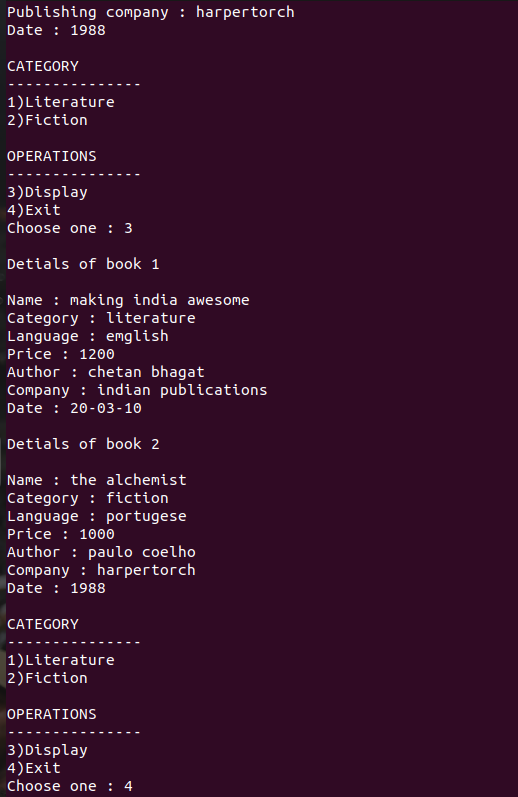 Publishing company : harpertorch
Date : 1988
CATEGORY
---------------
1)Literature
2)Fiction
OPERATIONS
---------------
3)Display
4)Exit
Choose one : 3
Detials of book 1
Name : making india awesome
Category : literature
Language : emglish
Price : 1200
Author : chetan bhagat
Company : indian publications
Date : 20-03-10
Detials of book 2
Name : the alchemist
Category : fiction
Language : portugese
Price : 1000
Author : paulo coelho
Company : harpertorch
Date : 1988
CATEGORY
---------------
1)Literature
2)Fiction
OPERATIONS
---------------
3)Display
4)Exit
Choose one : 4